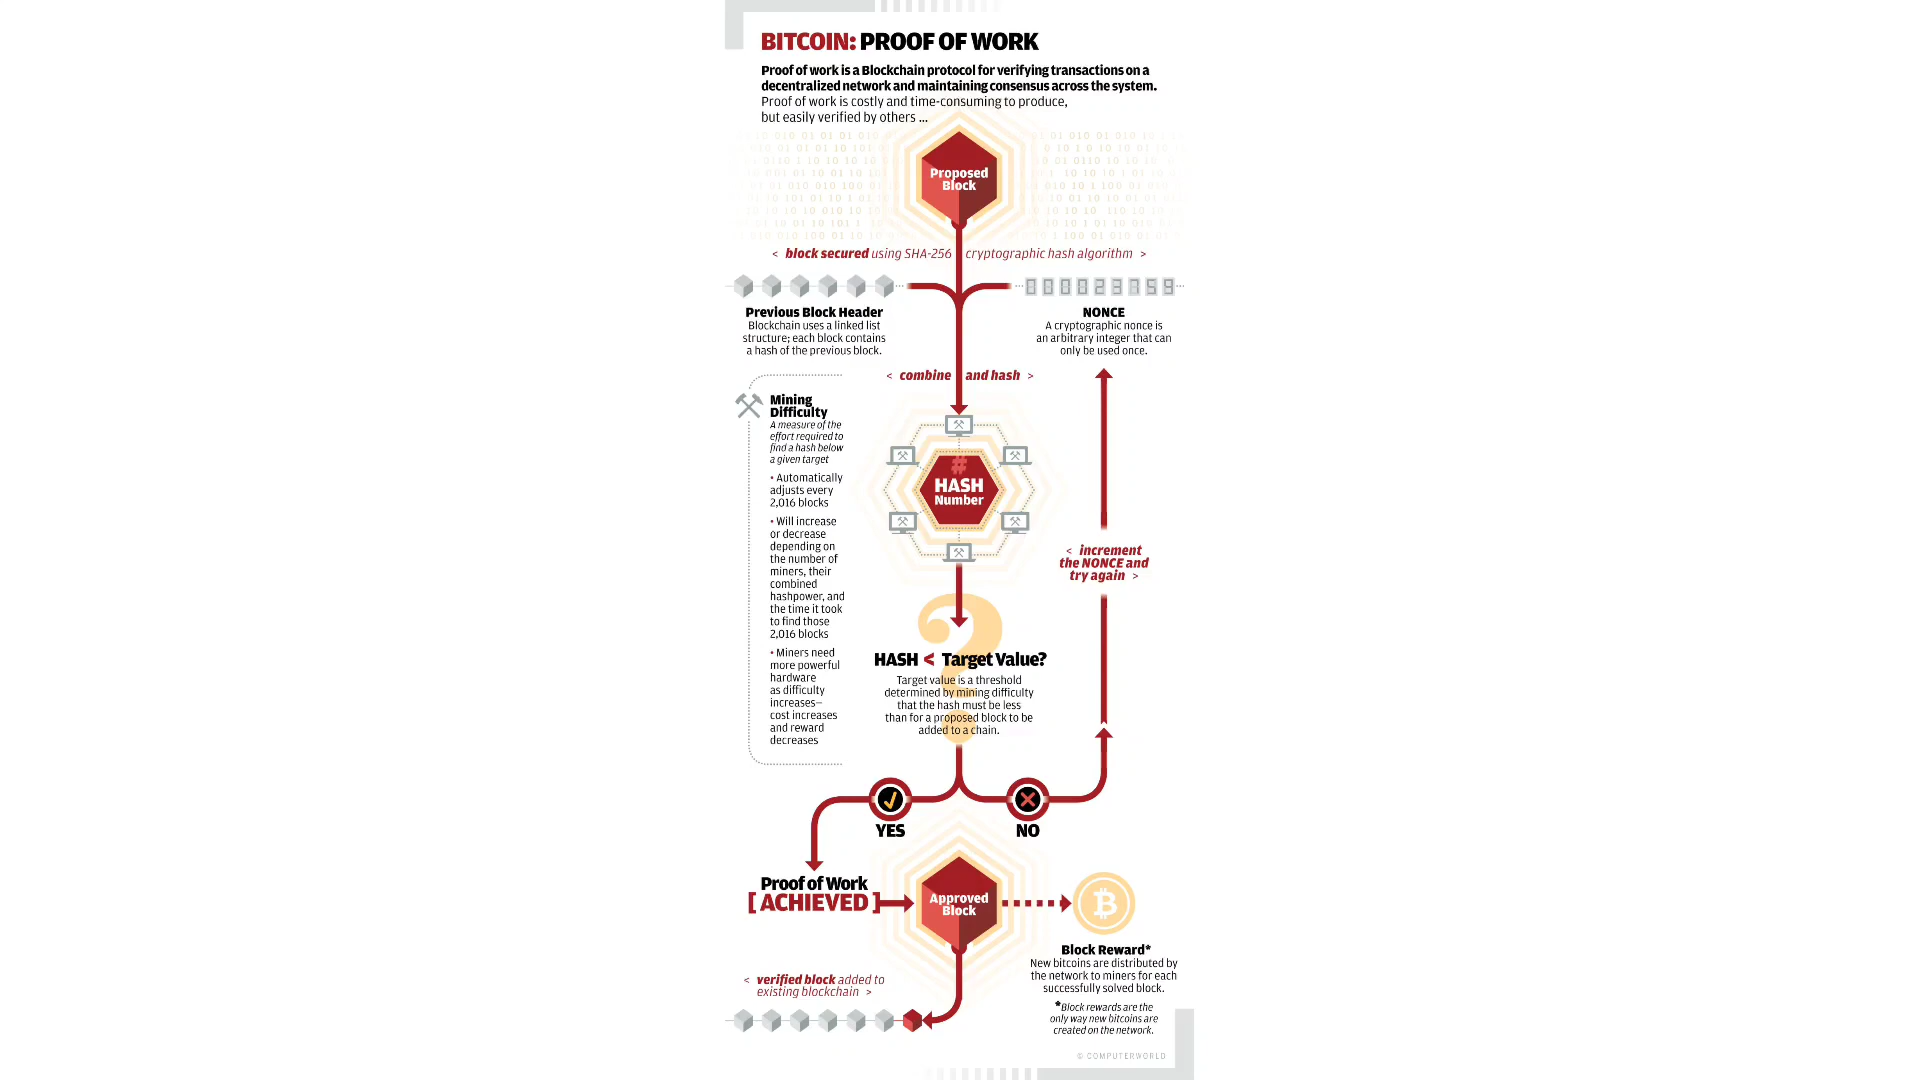 BITCOIN: PROOF OF WORK
Proof of work is a Blockchain protocol for verifying transactions on a
decentralized network and maintaining consensus across the system.
Proof of work is costly and time-consuming to produce,
but easily verified by others ...
Proposed
Block
< block secured using SHA-256 cryptographic hash algorithm >
000023759
Previous Block Header
Blockchain uses a linked list
structure; each block contains
a hash of the previous block.
NONCE
A cryptographic nonce is
an arbitrary integer that can
only be used once.
< combine and hash >
Mining
Difficulty
A measure of the
effort required to
find a hash below
a given target
• Automatically
adjusts every
2,016 blocks
• Will increase
or decrease
depending on
the number of
miners, their
combined
hashpower, and
the time it took
to find those
2,016 blocks
• Miners need
more powerful
hardware
as difficulty
increases—
cost increases
and reward
decreases
#
HASH
Number
< increment
the NONCE and
try again >
?
HASH < Target Value?
Target value is a threshold
determined by mining difficulty
that the hash must be less
than for a proposed block to be
added to a chain.
YES
NO
Proof of Work
[ ACHIEVED ]
Approved
Block
Block Reward*
New bitcoins are distributed by
the network to miners for each
successfully solved block.
*Block rewards are the
only way new bitcoins are
created on the network.
< verified block added to
existing blockchain >
© COMPUTERWORLD